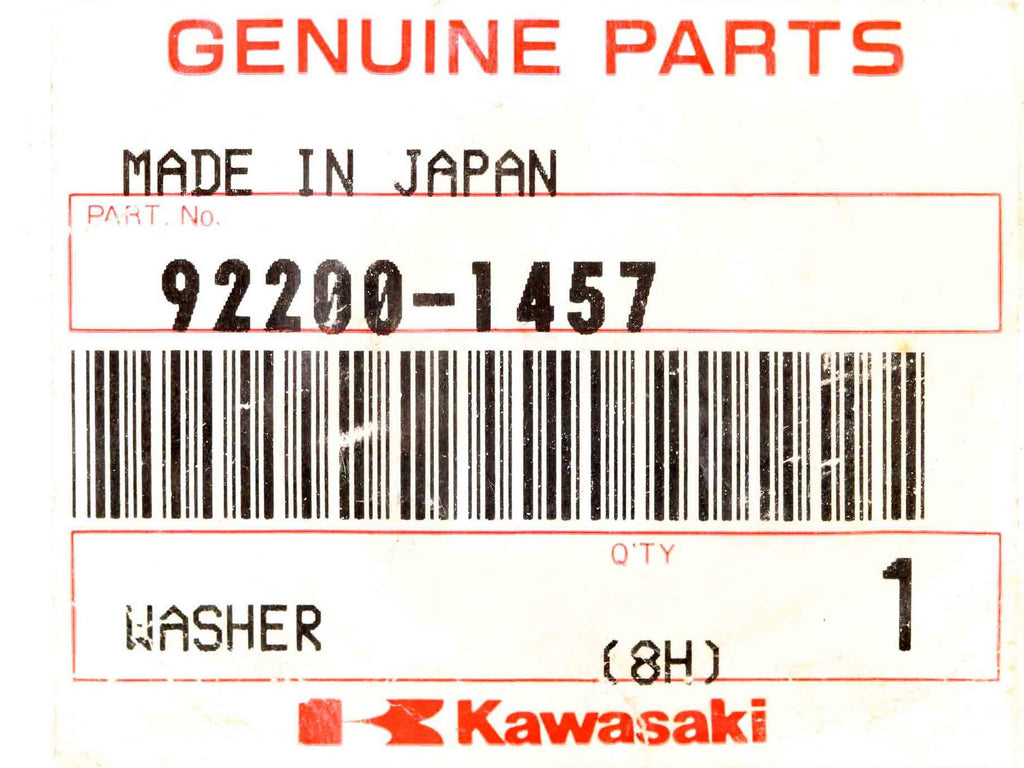 GENUINE PARTS
MADE IN JAPAN
PART. No.
92200-1457
Q'TY
1
WASHER
(8H)
Kawasaki